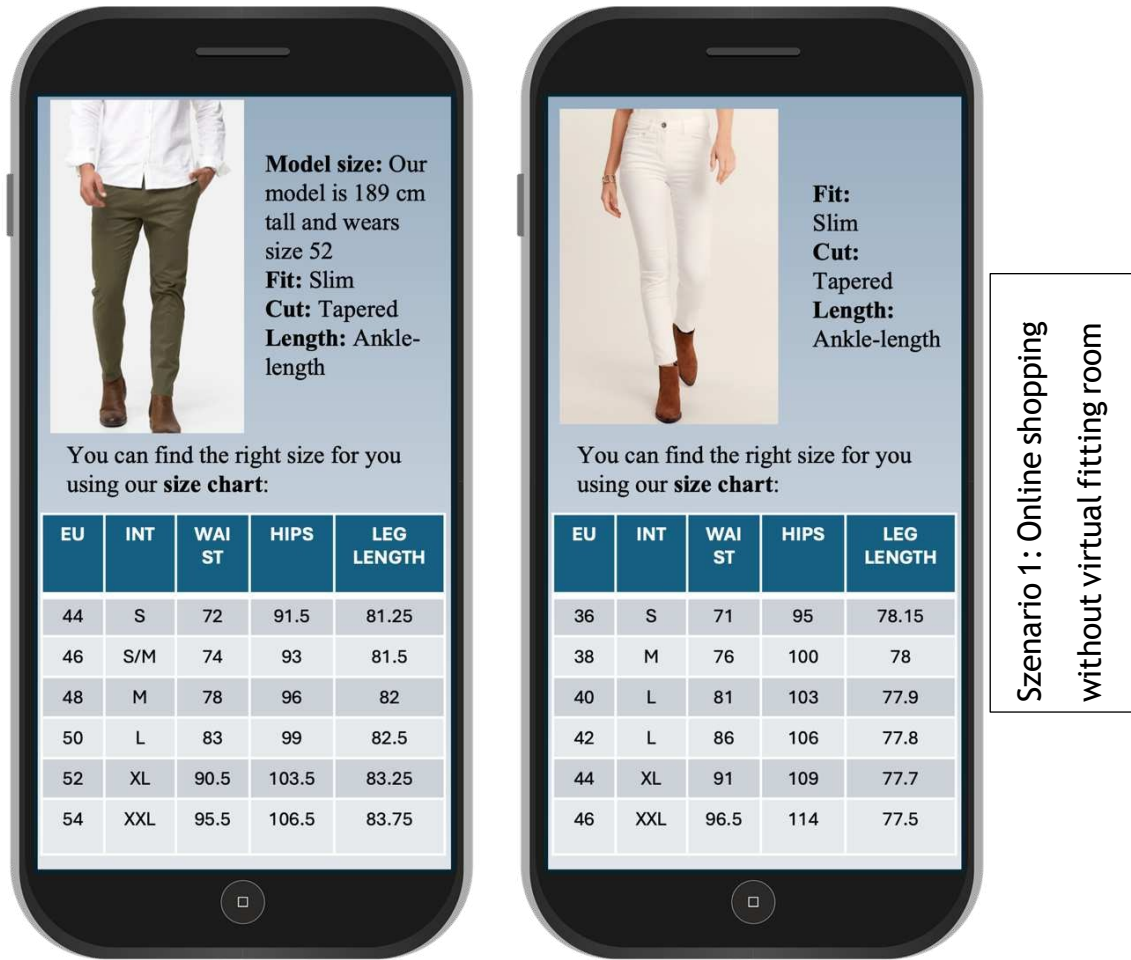 Model size: Our
model is 189 cm
tall and wears
size 52
Fit: Slim
Cut: Tapered
Length: Ankle-
length
You can find the right size for you
using our size chart:
EU INT WAI ST HIPS LEG LENGTH
44 S 72 91.5 81.25
46 S/M 74 93 81.5
48 M 78 96 82
50 L 83 99 82.5
52 XL 90.5 103.5 83.25
54 XXL 95.5 106.5 83.75
Fit:
Slim
Cut:
Tapered
Length:
Ankle-length
You can find the right size for you
using our size chart:
EU INT WAI ST HIPS LEG LENGTH
36 S 71 95 78.15
38 M 76 100 78
40 L 81 103 77.9
42 L 86 106 77.8
44 XL 91 109 77.7
46 XXL 96.5 114 77.5
Szenario 1: Online shopping
without virtual fittting room